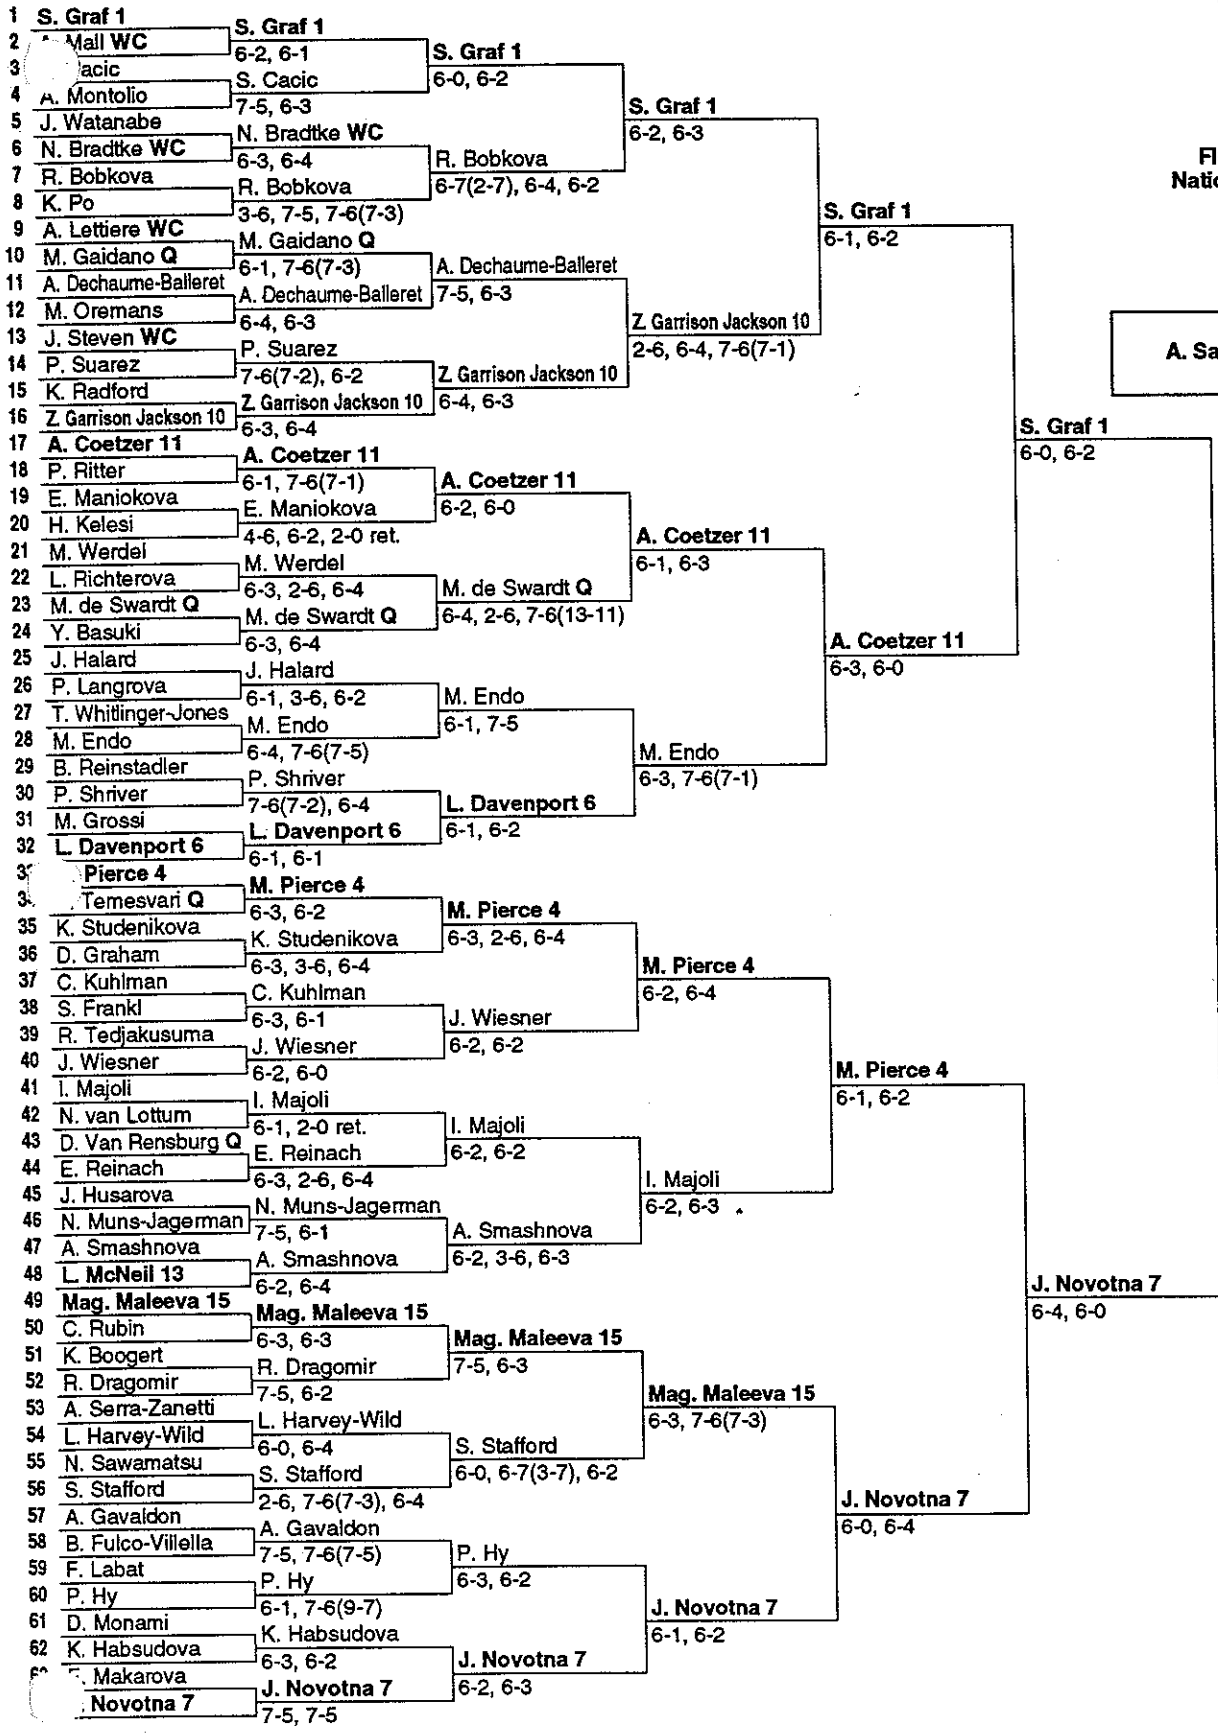 1 S. Graf 1
2 Mall WC
3 acic
4 A. Montolio
5 J. Watanabe
6 N. Bradtke WC
7 R. Bobkova
8 K. Po
9 A. Lettiere WC
10 M. Gaidano Q
11 A. Dechaume-Balleret
12 M. Oremans
13 J. Steven WC
14 P. Suarez
15 K. Radford
16 Z. Garrison Jackson 10
17 A. Coetzer 11
18 P. Ritter
19 E. Maniokova
20 H. Kelesi
21 M. Werdel
22 L. Richterova
23 M. de Swardt Q
24 Y. Basuki
25 J. Halard
26 P. Langrova
27 T. Whitlinger-Jones
28 M. Endo
29 B. Reinstadler
30 P. Shriver
31 M. Grossi
32 L. Davenport 6
Pierce 4
Temesvari Q
35 K. Studenikova
36 D. Graham
37 C. Kuhlman
38 S. Frankl
39 R. Tedjakusuma
40 J. Wiesner
41 I. Majoli
42 N. van Lottum
43 D. Van Rensburg Q
44 E. Reinach
45 J. Husarova
46 N. Muns-Jagerman
47 A. Smashnova
48 L. McNeil 13
49 Mag. Maleeva 15
50 C. Rubin
51 K. Boogert
52 R. Dragomir
53 A. Serra-Zanetti
54 L. Harvey-Wild
55 N. Sawamatsu
56 S. Stafford
57 A. Gavaldon
58 B. Fulco-Villella
59 F. Labat
60 P. Hy
61 D. Monami
62 K. Habsudova
Makarova
Novotna 7
S. Graf 1
6-2, 6-1
S. Cacic
7-5, 6-3
N. Bradtke WC
6-3, 6-4
R. Bobkova
3-6, 7-5, 7-6(7-3)
M. Gaidano Q
6-1, 7-6(7-3)
A. Dechaume-Balleret
6-4, 6-3
P. Suarez
7-6(7-2), 6-2
Z. Garrison Jackson 10
6-3, 6-4
A. Coetzer 11
6-1, 7-6(7-1)
E. Maniokova
4-6, 6-2, 2-0 ret.
M. Werdel
6-3, 2-6, 6-4
M. de Swardt Q
6-3, 6-4
J. Halard
6-1, 3-6, 6-2
M. Endo
6-4, 7-6(7-5)
P. Shriver
7-6(7-2), 6-4
L. Davenport 6
6-1, 6-1
M. Pierce 4
6-3, 6-2
K. Studenikova
6-3, 3-6, 6-4
C. Kuhlman
6-3, 6-1
J. Wiesner
6-2, 6-0
I. Majoli
6-1, 2-0 ret.
E. Reinach
6-3, 2-6, 6-4
N. Muns-Jagerman
7-5, 6-1
A. Smashnova
6-2, 6-4
Mag. Maleeva 15
6-3, 6-3
R. Dragomir
7-5, 6-2
L. Harvey-Wild
6-0, 6-4
S. Stafford
2-6, 7-6(7-3), 6-4
A. Gavaldon
7-5, 7-6(7-5)
P. Hy
6-1, 7-6(9-7)
K. Habsudova
6-3, 6-2
J. Novotna 7
7-5, 7-5
S. Graf 1
6-0, 6-2
R. Bobkova
6-7(2-7), 6-4, 6-2
A. Dechaume-Balleret
7-5, 6-3
Z. Garrison Jackson 10
6-4, 6-3
A. Coetzer 11
6-2, 6-0
M. de Swardt Q
6-4, 2-6, 7-6(13-11)
M. Endo
6-1, 7-5
L. Davenport 6
6-1, 6-2
M. Pierce 4
6-3, 2-6, 6-4
J. Wiesner
6-2, 6-2
I. Majoli
6-2, 6-2
A. Smashnova
6-2, 3-6, 6-3
Mag. Maleeva 15
7-5, 6-3
S. Stafford
6-0, 6-7(3-7), 6-2
P. Hy
6-3, 6-2
J. Novotna 7
6-2, 6-3
S. Graf 1
6-2, 6-3
Z. Garrison Jackson 10
2-6, 6-4, 7-6(7-1)
A. Coetzer 11
6-1, 6-3
M. Endo
6-3, 7-6(7-1)
M. Pierce 4
6-2, 6-4
I. Majoli
6-2, 6-3
Mag. Maleeva 15
6-3, 7-6(7-3)
J. Novotna 7
6-1, 6-2
S. Graf 1
6-1, 6-2
A. Coetzer 11
6-3, 6-0
M. Pierce 4
6-1, 6-2
J. Novotna 7
6-0, 6-4
S. Graf 1
6-0, 6-2
J. Novotna 7
6-4, 6-0
Fl
Natio
A. Sa